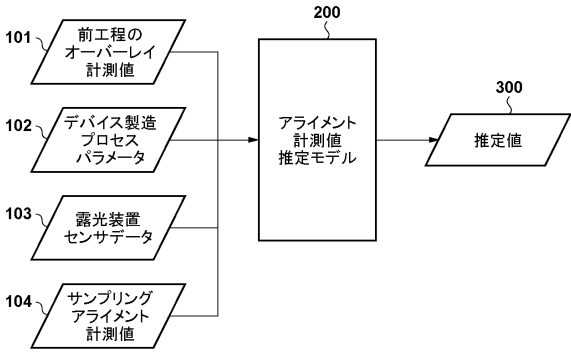 101
前工程の
オーバーレイ
計測値
102
デバイス製造
プロセス
パラメータ
103
露光装置
センサデータ
104
サンプリング
アライメント
計測値
200
アライメント
計測値
推定モデル
300
推定値